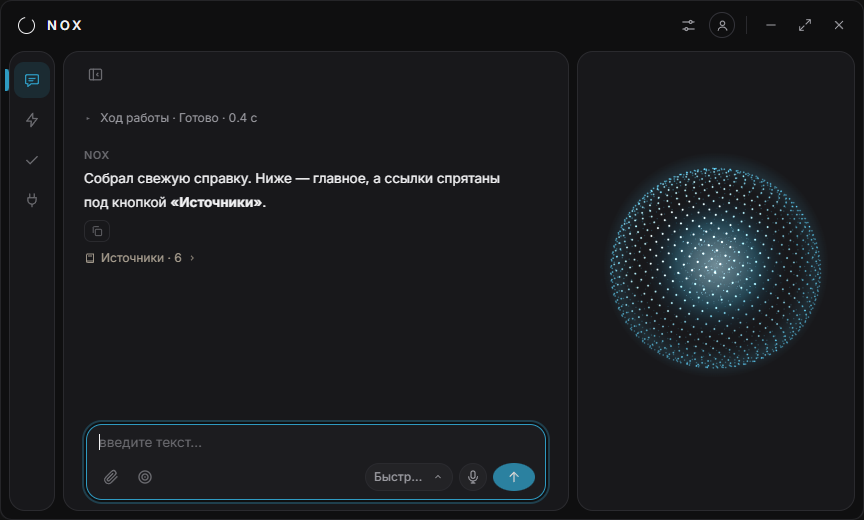 NOX
Ход работы · Готово · 0.4 с
NOX
Собрал свежую справку. Ниже — главное, а ссылки спрятаны
под кнопкой «Источники».
Источники · 6
введите текст...
Быстр...